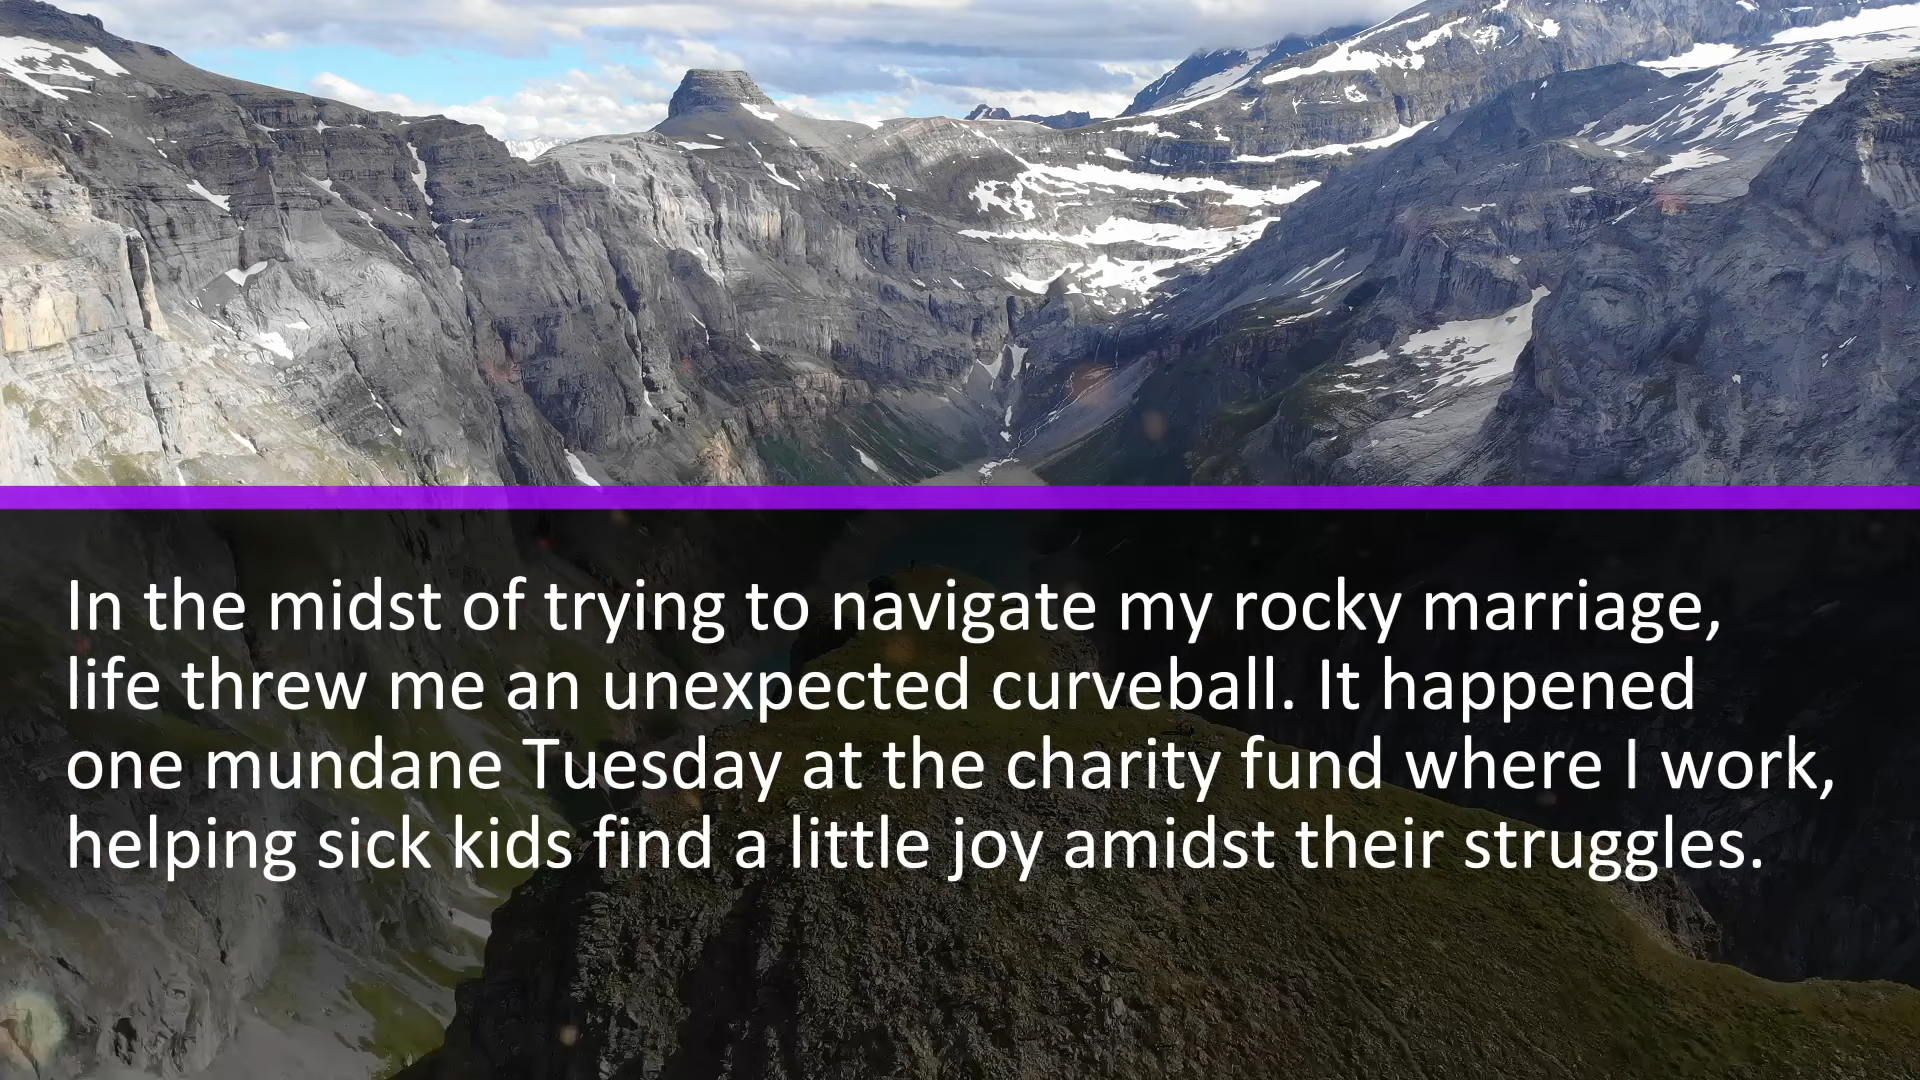 In the midst of trying to navigate my rocky marriage,
life threw me an unexpected curveball. It happened
one mundane Tuesday at the charity fund where I work,
helping sick kids find a little joy amidst their struggles.